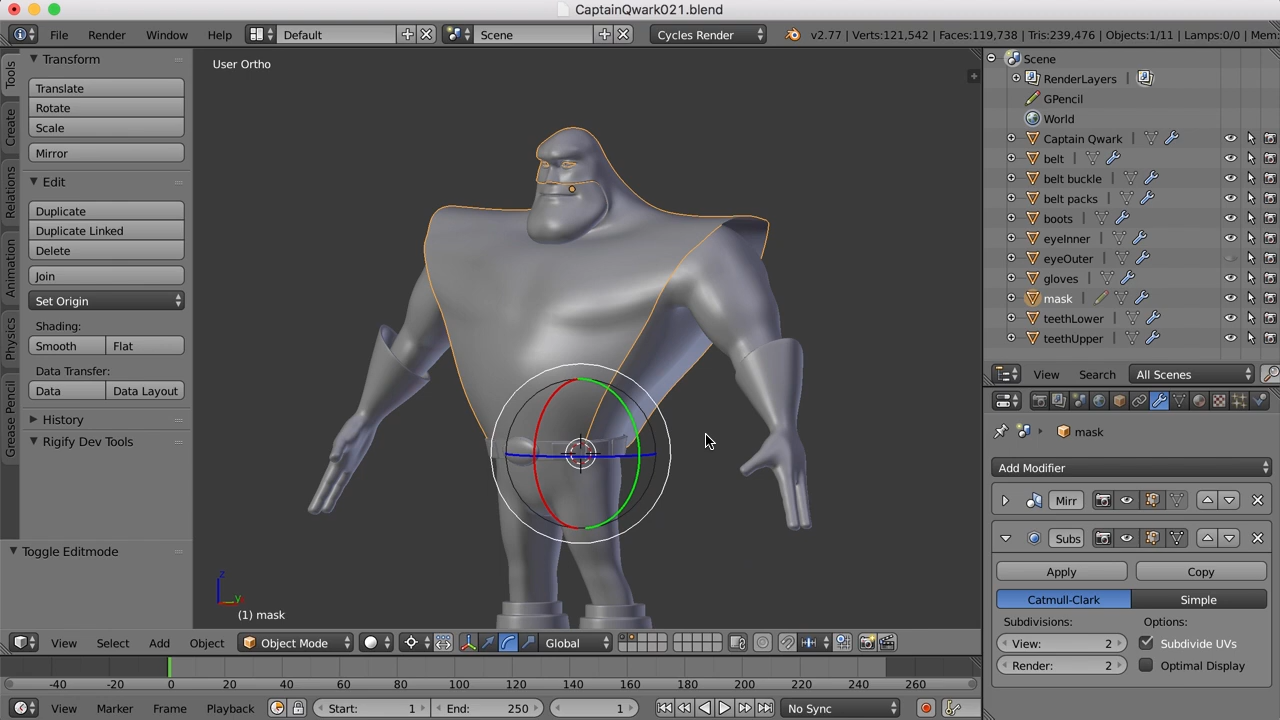 CaptainQwark021.blend
File Render Window Help Default Scene Cycles Render v2.77 | Verts:121,542 | Faces:119,738 | Tris:239,476 | Objects:1/11 | Lamps:0/0 | Mem:
Tools
Create
Relations
Animation
Physics
Grease Pencil
Transform
Translate
Rotate
Scale
Mirror
Edit
Duplicate
Duplicate Linked
Delete
Join
Set Origin
Shading:
Smooth Flat
Data Transfer:
Data Data Layout
History
Rigify Dev Tools
Toggle Editmode
User Ortho
z
y
(1) mask
View Select Add Object Object Mode Global
-40 -20 0 20 40 60 80 100 120 140 160 180 200 220 240 260
View Marker Frame Playback Start: 1 End: 250 1 No Sync
Scene
RenderLayers |
GPencil
World
Captain Qwark |
belt |
belt buckle |
belt packs |
boots |
eyeInner |
eyeOuter |
gloves |
mask |
teethLower |
teethUpper |
View Search All Scenes
mask
Add Modifier
Mirr
Subs
Apply Copy
Catmull-Clark Simple
Subdivisions: Options:
View: 2 Subdivide UVs
Render: 2 Optimal Display